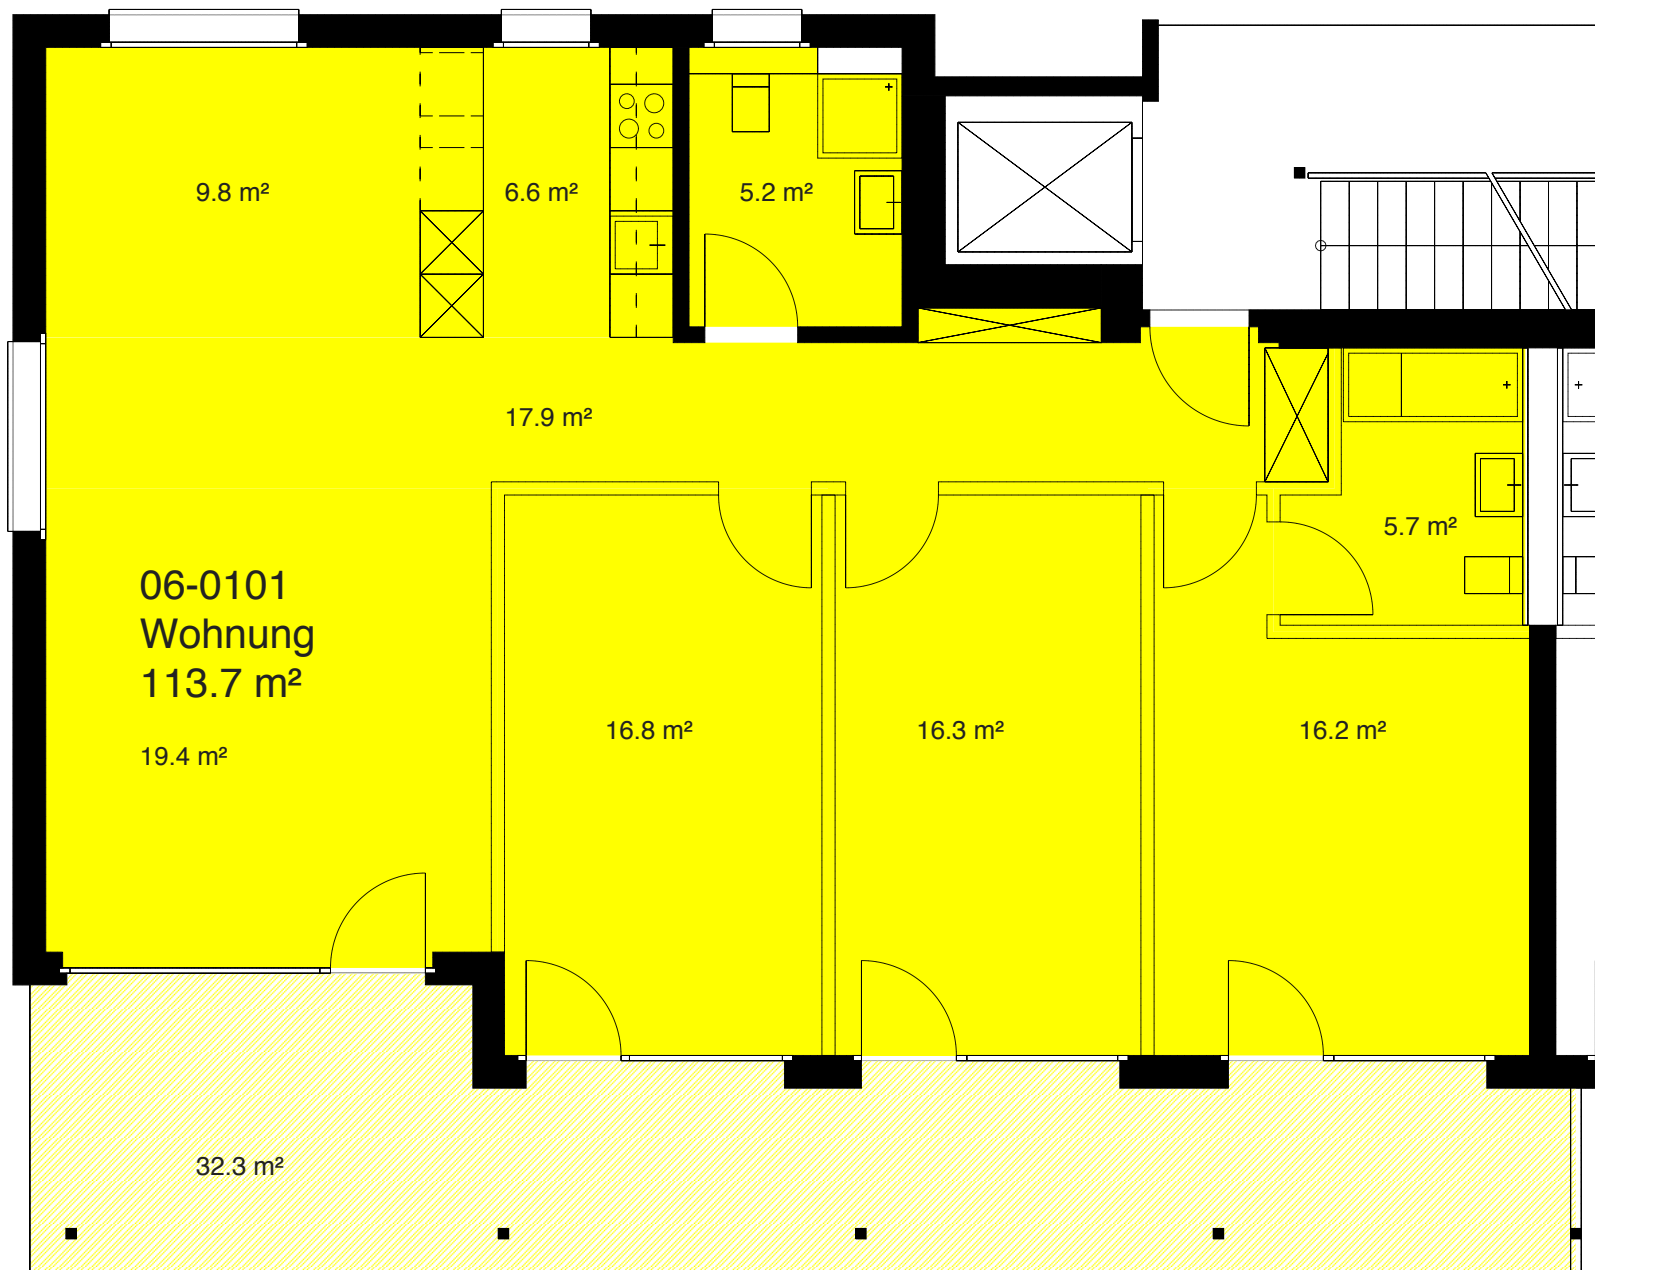 9.8 m²
6.6 m²
5.2 m²
17.9 m²
5.7 m²
06-0101
Wohnung
113.7 m²
19.4 m²
16.8 m²
16.3 m²
16.2 m²
32.3 m²